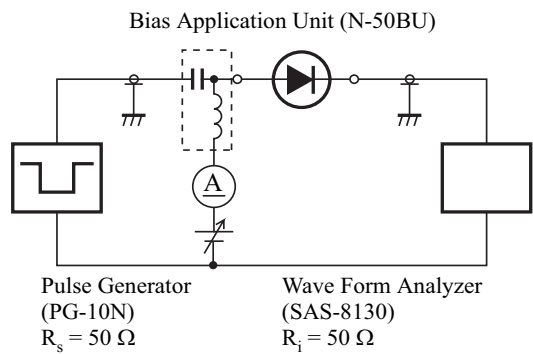 Bias Application Unit (N-50BU)
A
Pulse Generator
(PG-10N)
Rs = 50 Ω
Wave Form Analyzer
(SAS-8130)
Ri = 50 Ω